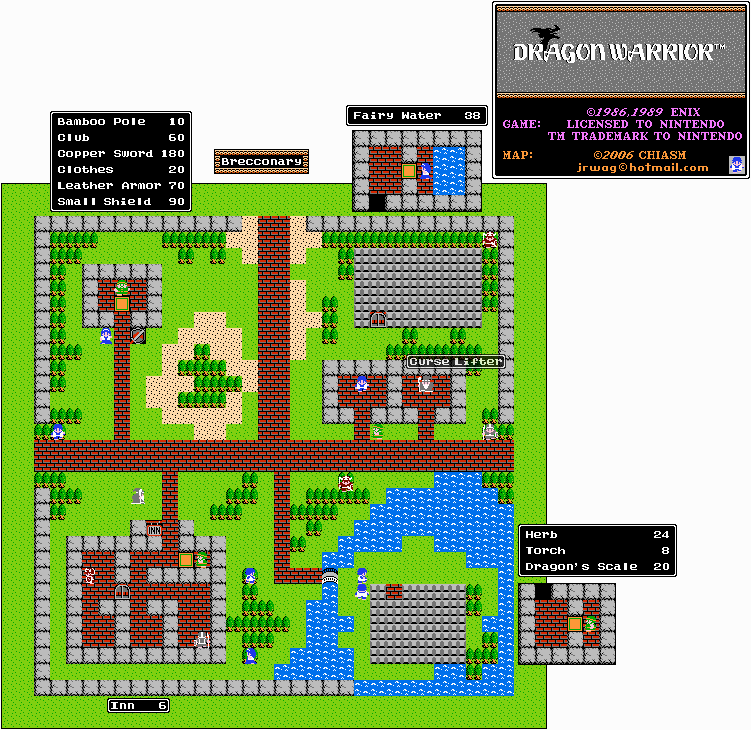 DRAGON WARRIOR™
©1986,1989 ENIX
GAME: LICENSED TO NINTENDO
TM TRADEMARK TO NINTENDO
MAP: ©2006 CHIASM
jrwag@hotmail.com
Bamboo Pole 10
Club 60
Copper Sword 180
Clothes 20
Leather Armor 70
Small Shield 90
Brecconary
Fairy Water 38
Curse Lifter
INN
Herb 24
Torch 8
Dragon's Scale 20
Inn 6